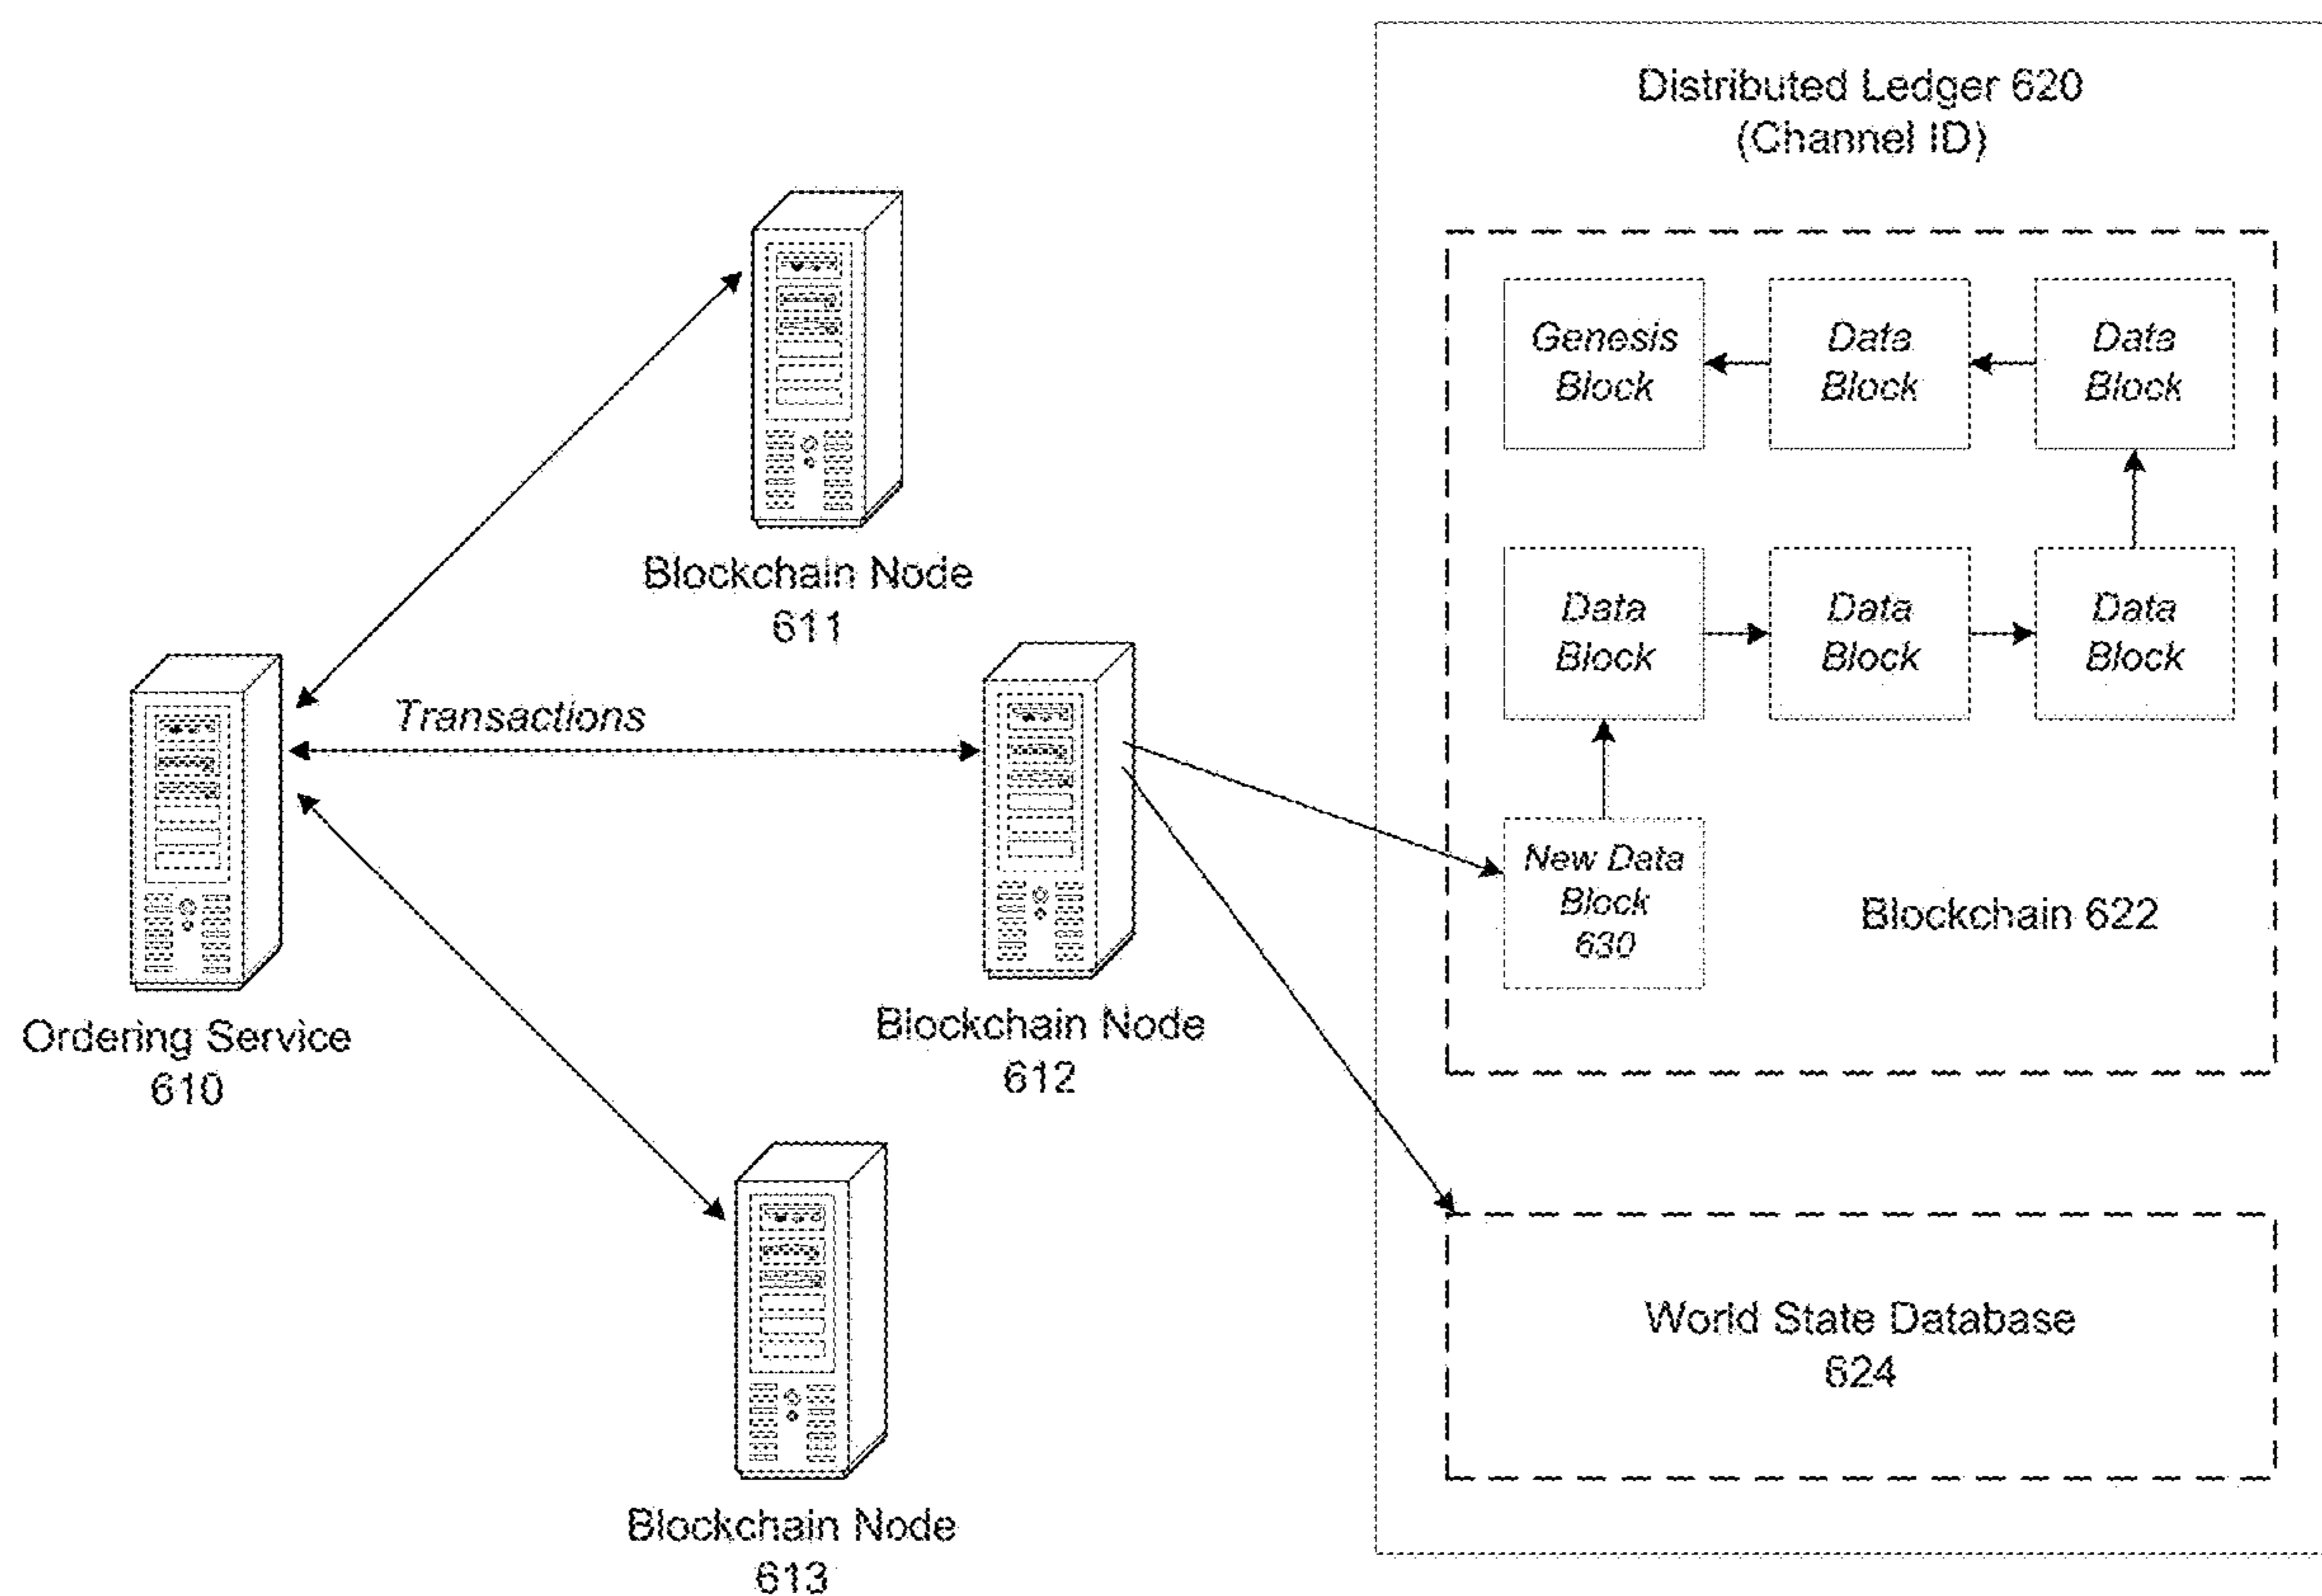 Distributed Ledger 620
(Channel ID)
Genesis
Block
Data
Block
Data
Block
Blockchain Node
611
Data
Block
Data
Block
Data
Block
Transactions
New Data
Block
630
Blockchain 622
Ordering Service
610
Blockchain Node
612
World State Database
624
Blockchain Node
613